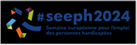 #seeph2024
Semaine européenne pour l'emploi
des personnes handicapées